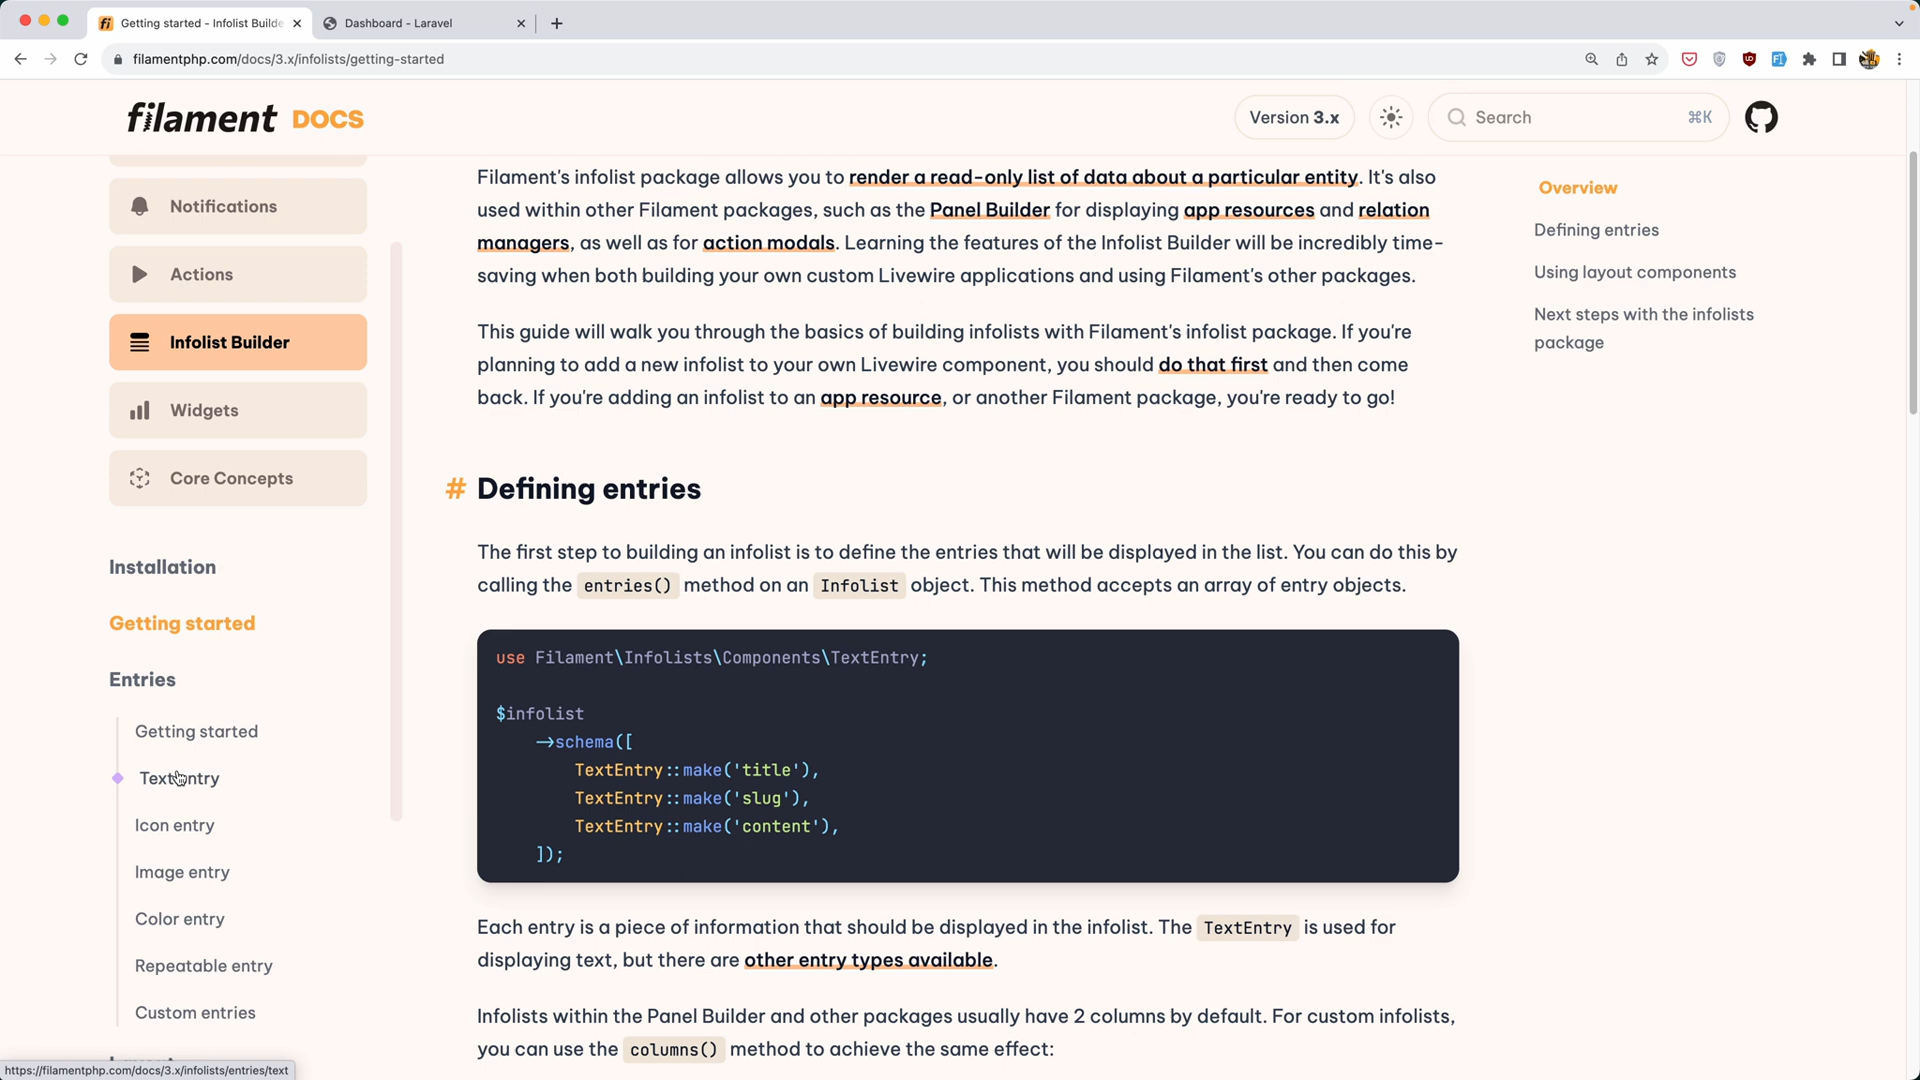 Getting started - Infolist Builde
Dashboard - Laravel
filamentphp.com/docs/3.x/infolists/getting-started
filament DOCS
Version 3.x
Search
⌘K
Notifications
Actions
Infolist Builder
Widgets
Core Concepts
Installation
Getting started
Entries
Getting started
Text entry
Icon entry
Image entry
Color entry
Repeatable entry
Custom entries
Filament's infolist package allows you to render a read-only list of data about a particular entity. It's also
used within other Filament packages, such as the Panel Builder for displaying app resources and relation
managers, as well as for action modals. Learning the features of the Infolist Builder will be incredibly time-
saving when both building your own custom Livewire applications and using Filament's other packages.
This guide will walk you through the basics of building infolists with Filament's infolist package. If you're
planning to add a new infolist to your own Livewire component, you should do that first and then come
back. If you're adding an infolist to an app resource, or another Filament package, you're ready to go!
# Defining entries
The first step to building an infolist is to define the entries that will be displayed in the list. You can do this by
calling the entries() method on an Infolist object. This method accepts an array of entry objects.
use Filament\Infolists\Components\TextEntry;
$infolist
->schema([
TextEntry::make('title'),
TextEntry::make('slug'),
TextEntry::make('content'),
]);
Each entry is a piece of information that should be displayed in the infolist. The TextEntry is used for
displaying text, but there are other entry types available.
Infolists within the Panel Builder and other packages usually have 2 columns by default. For custom infolists,
you can use the columns() method to achieve the same effect:
Overview
Defining entries
Using layout components
Next steps with the infolists
package
https://filamentphp.com/docs/3.x/infolists/entries/text